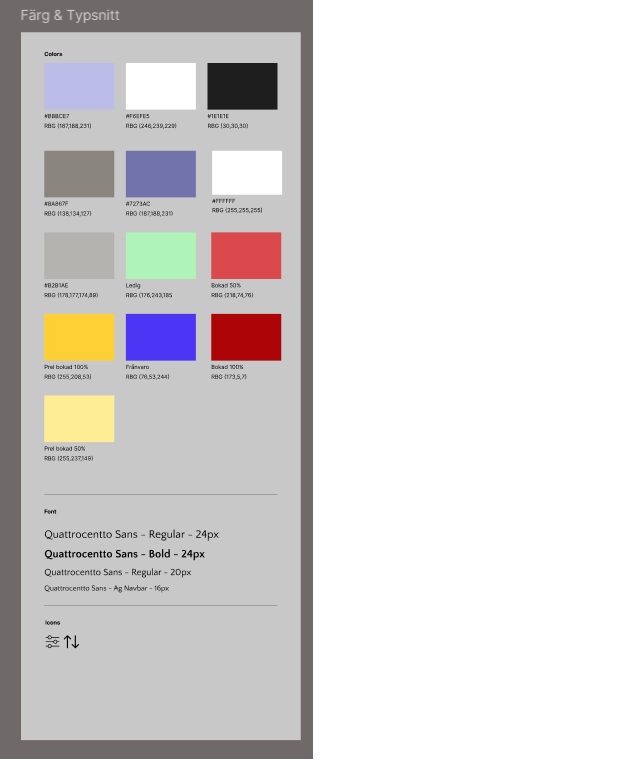 Färg & Typsnitt
Colors
#BBBCE7
RBG (187,188,231)
#F6EFE5
RBG (246,239,229)
#1E1E1E
RBG (30,30,30)
#8A867F
RBG (138,134,127)
#7273AC
RBG (187,188,231)
#FFFFFF
RBG (255,255,255)
#B2B1AE
RBG (178,177,174,69)
Ledig
RBG (176,243,185
Bokad 50%
RBG (218,74,76)
Prel bokad 100%
RBG (255,208,53)
Frånvaro
RBG (76,53,244)
Bokad 100%
RBG (173,5,7)
Prel bokad 50%
RBG (255,237,149)
Font
Quattrocentto Sans - Regular - 24px
Quattrocentto Sans - Bold - 24px
Quattrocentto Sans - Regular - 20px
Quattrocentto Sans - Ag Navbar - 16px
Icons